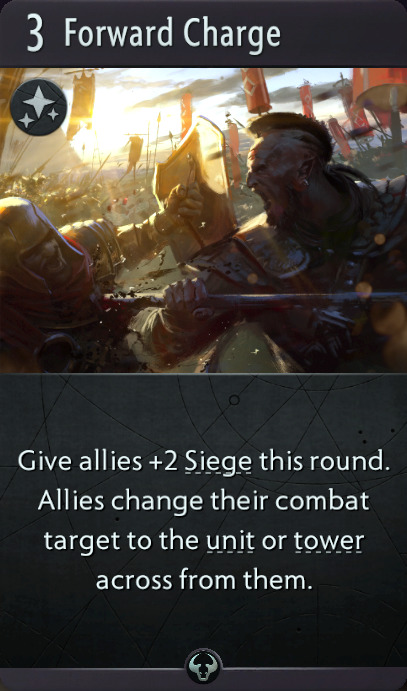 3 Forward Charge
Give allies +2 Siege this round.
Allies change their combat
target to the unit or tower
across from them.